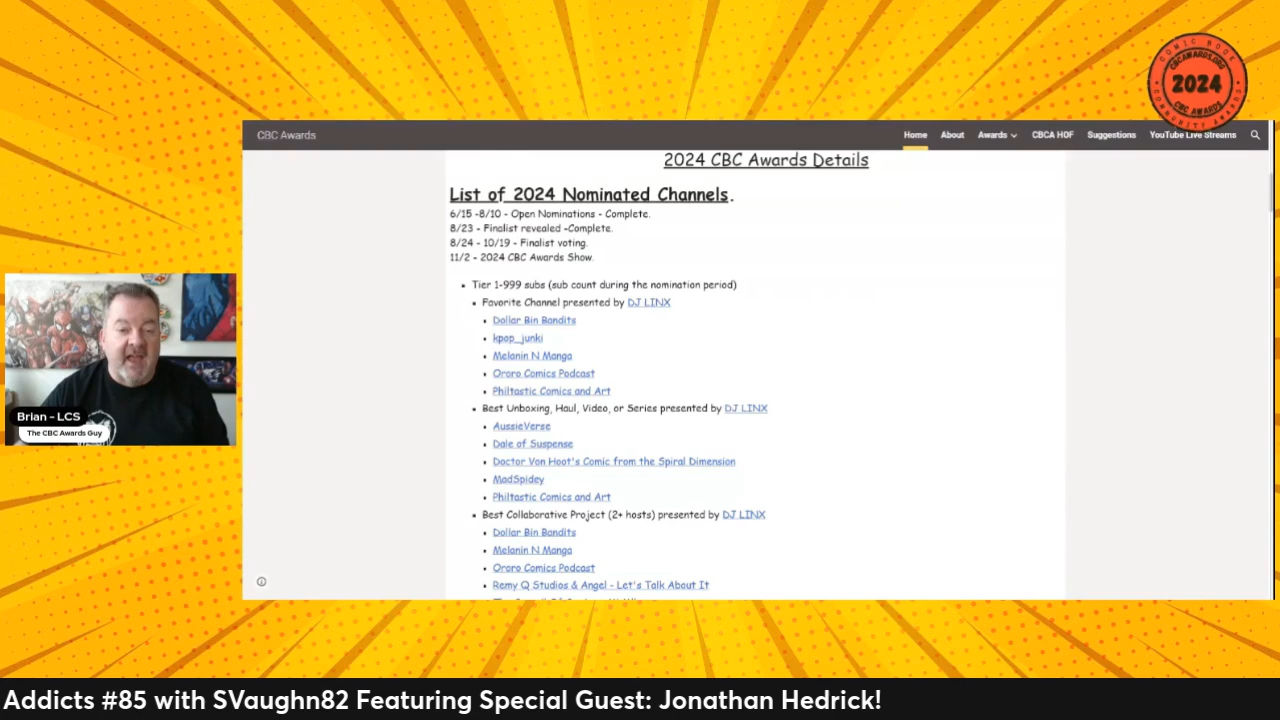 COMIC BOOK
CBCAWARDS.ORG
2024
CBC AWARDS
COMMUNITY AWARDS
CBC Awards
Home About Awards CBCA HOF Suggestions YouTube Live Streams
2024 CBC Awards Details
List of 2024 Nominated Channels.
6/15 -8/10 - Open Nominations - Complete.
8/23 - Finalist revealed -Complete.
8/24 - 10/19 - Finalist voting.
11/2 - 2024 CBC Awards Show.
Tier 1-999 subs (sub count during the nomination period)
Favorite Channel presented by DJ LINX
Dollar Bin Bandits
kpop_junki
Melanin N Manga
Ororo Comics Podcast
Philtastic Comics and Art
Best Unboxing, Haul, Video, or Series presented by DJ LINX
AussieVerse
Dale of Suspense
Doctor Von Hoot's Comic from the Spiral Dimension
MadSpidey
Philtastic Comics and Art
Best Collaborative Project (2+ hosts) presented by DJ LINX
Dollar Bin Bandits
Melanin N Manga
Ororo Comics Podcast
Remy Q Studios & Angel - Let's Talk About It
Brian - LCS
The CBC Awards Guy
Addicts #85 with SVaughn82 Featuring Special Guest: Jonathan Hedrick!